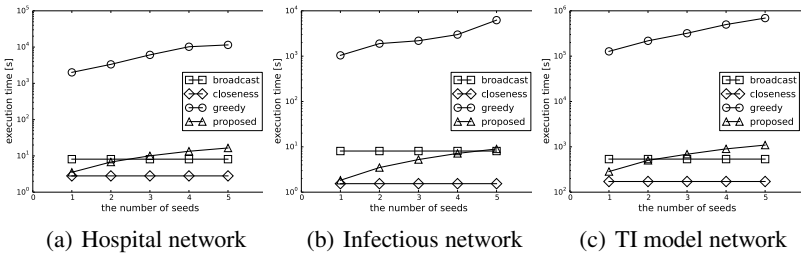 10^5
10^4
10^3
10^2
10^1
10^0
execution time [s]
0 1 2 3 4 5
the number of seeds
broadcast
closeness
greedy
proposed
(a) Hospital network
10^4
10^3
10^2
10^1
10^0
execution time [s]
0 1 2 3 4 5
the number of seeds
broadcast
closeness
greedy
proposed
(b) Infectious network
10^6
10^5
10^4
10^3
10^2
execution time [s]
0 1 2 3 4 5
the number of seeds
broadcast
closeness
greedy
proposed
(c) TI model network